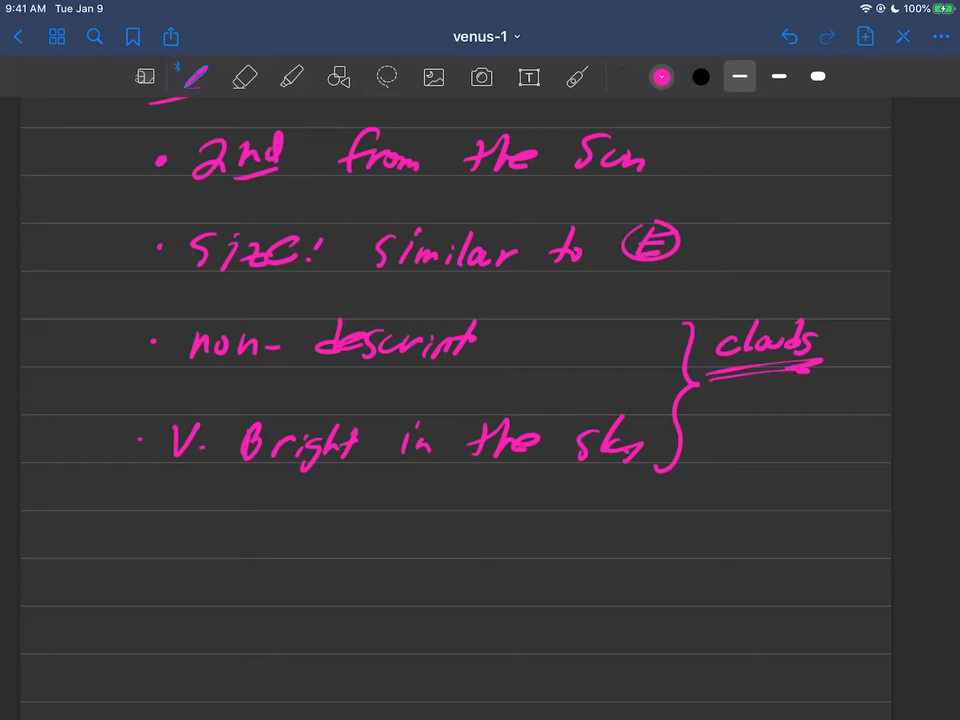 9:41 AM Tue Jan 9 100%
venus-1
T
• 2nd from the Sun
• Size: Similar to E
• non-descript } clouds
• V. Bright in the sky